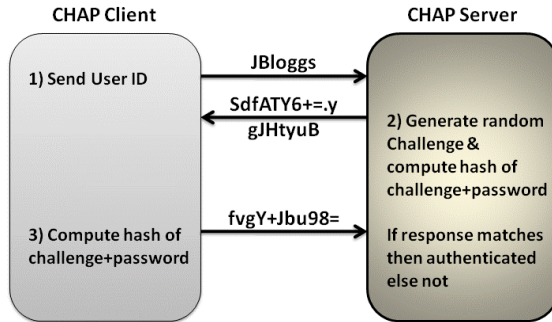 CHAP Client
CHAP Server
1) Send User ID
JBloggs
SdfATY6+=.y
gJHtyuB
2) Generate random
Challenge &
compute hash of
challenge+password
3) Compute hash of
challenge+password
fvgY+Jbu98=
If response matches
then authenticated
else not